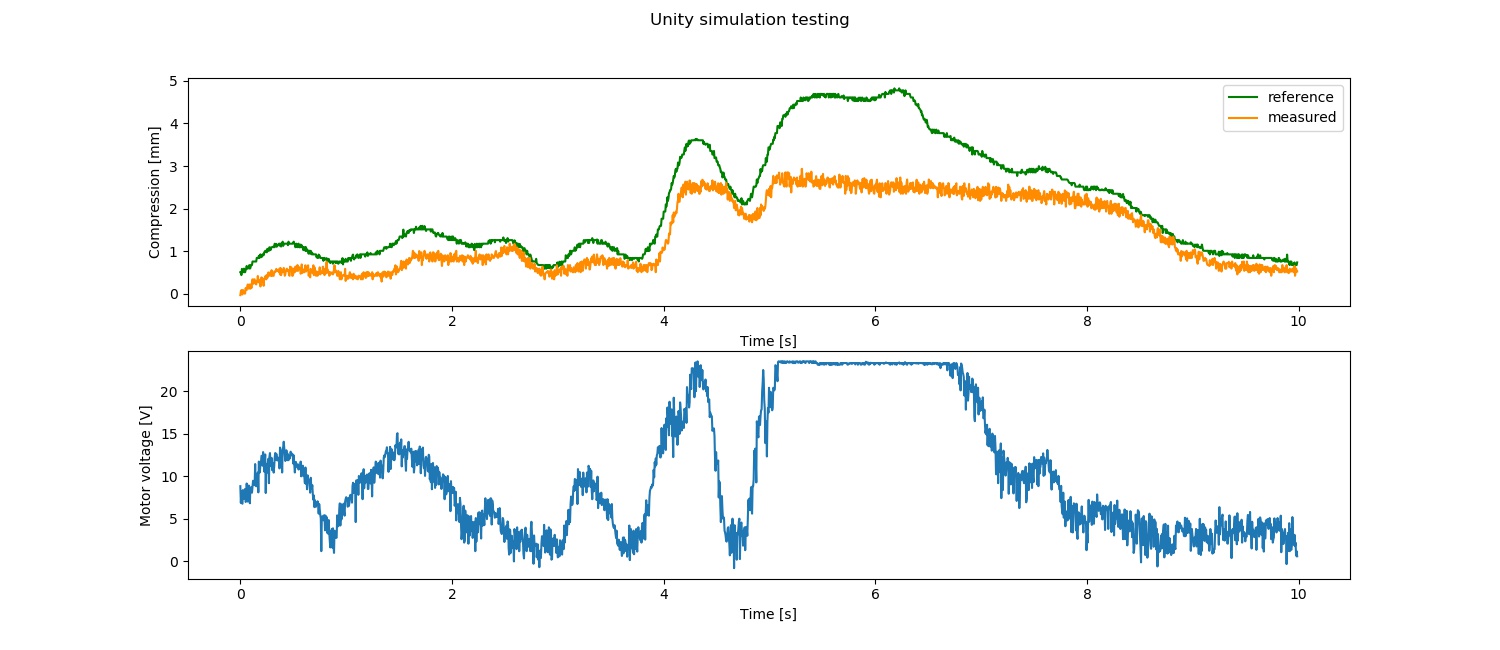 Unity simulation testing
5
4
3
2
1
0
Compression [mm]
reference
measured
0 2 4 6 8 10
Time [s]
20
15
10
5
0
Motor voltage [V]
0 2 4 6 8 10
Time [s]